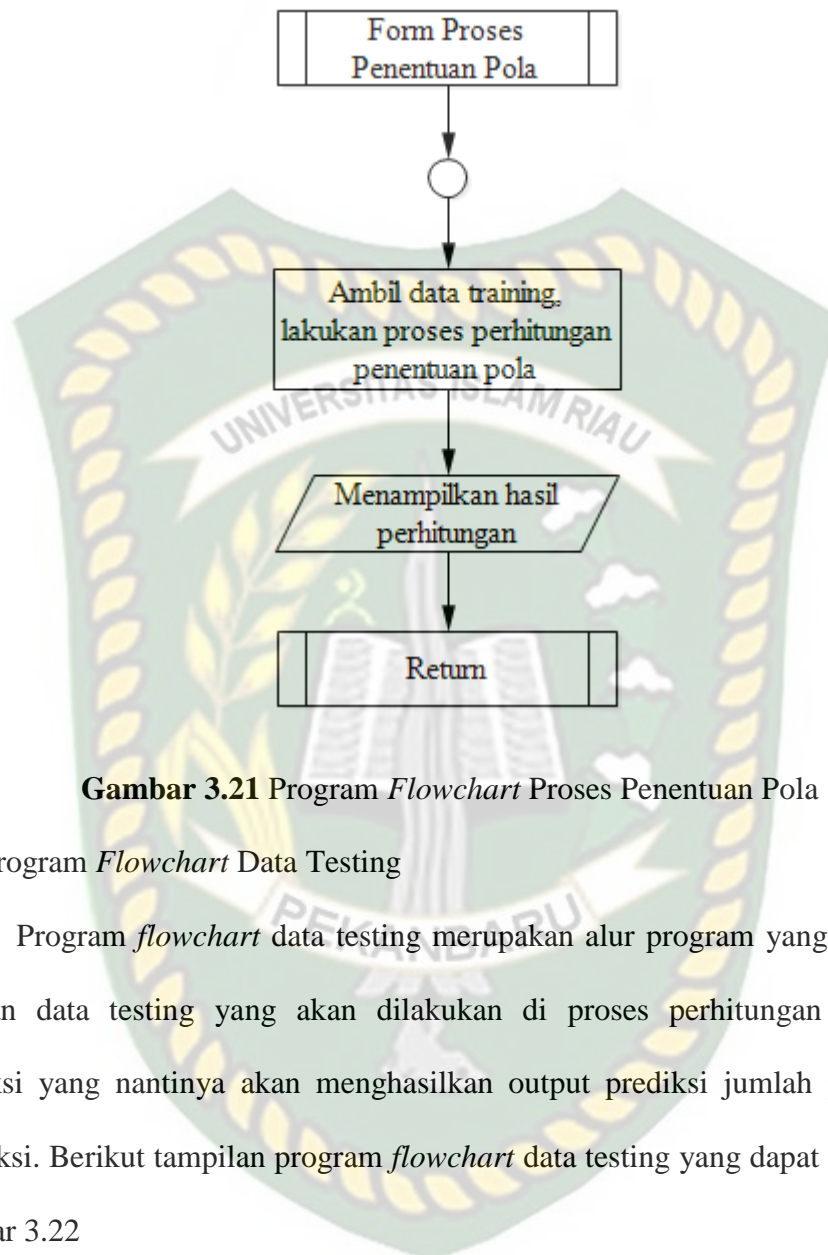 Form Proses
Penentuan Pola
Ambil data training,
lakukan proses perhitungan
penentuan pola
UNIVERSITAS ISLAM RIAU
Menampilkan hasil
perhitungan
Return
Gambar 3.21 Program Flowchart Proses Penentuan Pola
rogram Flowchart Data Testing
PEKANBARU
Program flowchart data testing merupakan alur program yang
n data testing yang akan dilakukan di proses perhitungan
ksi yang nantinya akan menghasilkan output prediksi jumlah
ksi. Berikut tampilan program flowchart data testing yang dapat
ar 3.22